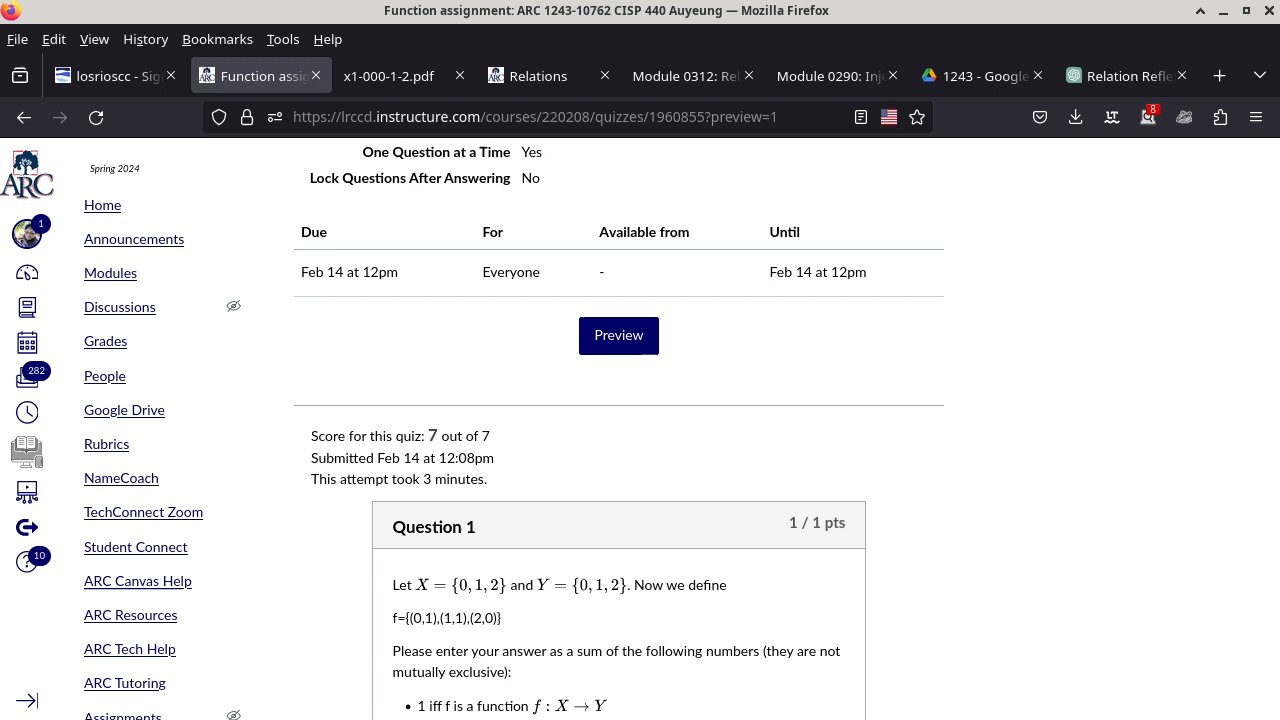 Function assignment: ARC 1243-10762 CISP 440 Auyeung — Mozilla Firefox
File Edit View History Bookmarks Tools Help
losrioscc - Sig
Function assig
x1-000-1-2.pdf
Relations
Module 0312: Rel
Module 0290: Inj
1243 - Google
Relation Refle
https://lrccd.instructure.com/courses/220208/quizzes/1960855?preview=1
8
ARC
1
282
10
Spring 2024
Home
Announcements
Modules
Discussions
Grades
People
Google Drive
Rubrics
NameCoach
TechConnect Zoom
Student Connect
ARC Canvas Help
ARC Resources
ARC Tech Help
ARC Tutoring
Assignments
One Question at a Time Yes
Lock Questions After Answering No
Due For Available from Until
Feb 14 at 12pm Everyone - Feb 14 at 12pm
Preview
Score for this quiz: 7 out of 7
Submitted Feb 14 at 12:08pm
This attempt took 3 minutes.
Question 1 1 / 1 pts
Let X = {0, 1, 2} and Y = {0, 1, 2}. Now we define
f={(0,1),(1,1),(2,0)}
Please enter your answer as a sum of the following numbers (they are not
mutually exclusive):
• 1 iff f is a function f : X → Y